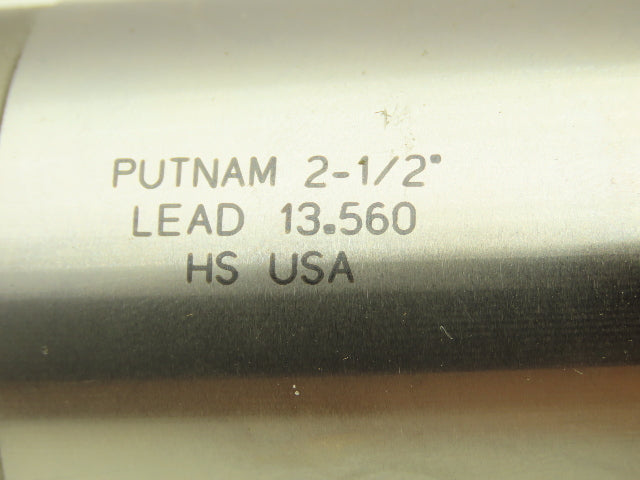 PUTNAM 2-1/2"
LEAD 13.560
HS USA